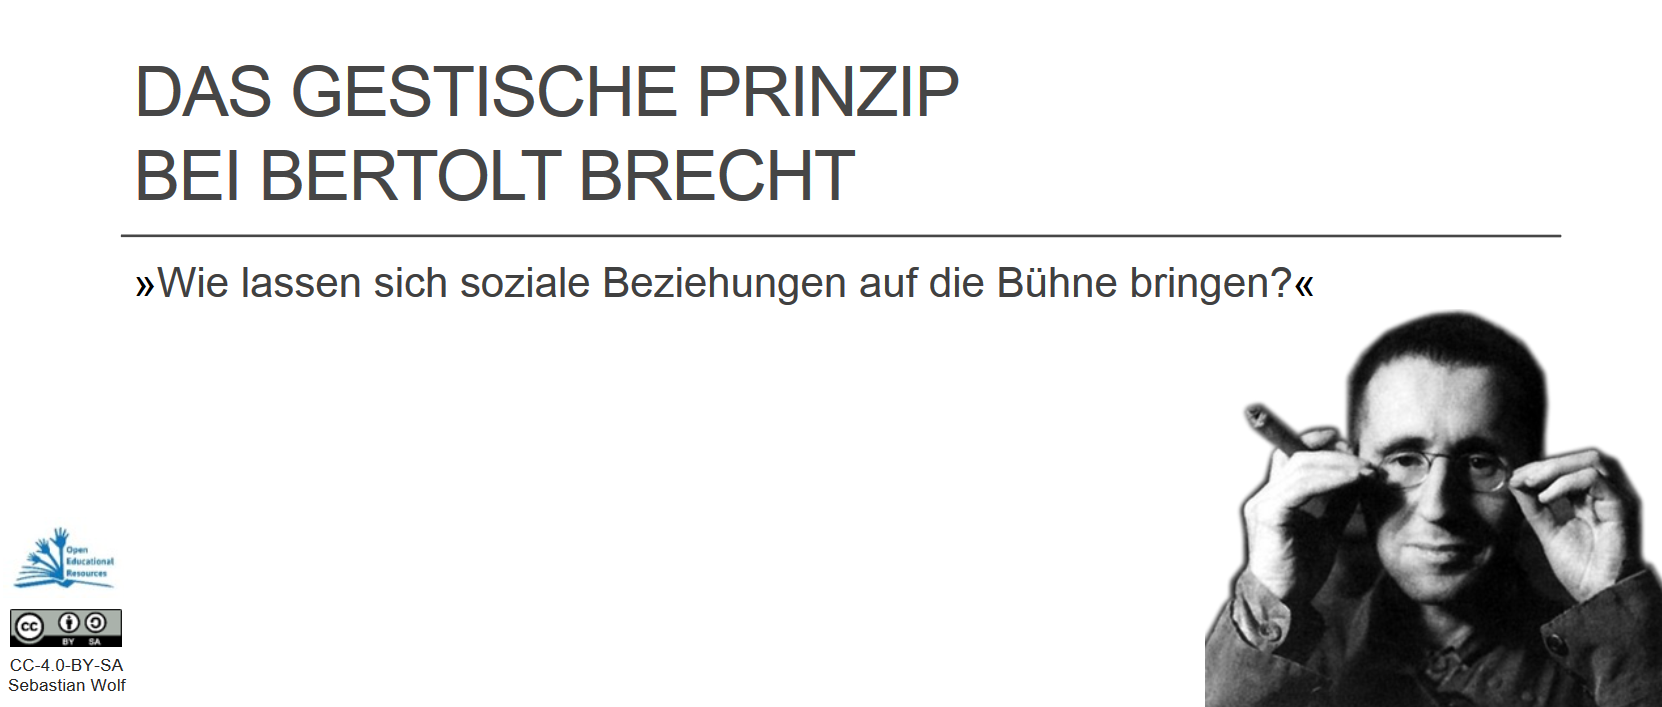 DAS GESTISCHE PRINZIP
BEI BERTOLT BRECHT
»Wie lassen sich soziale Beziehungen auf die Bühne bringen?«
Open
Educational
Resources
cc
BY SA
CC-4.0-BY-SA
Sebastian Wolf